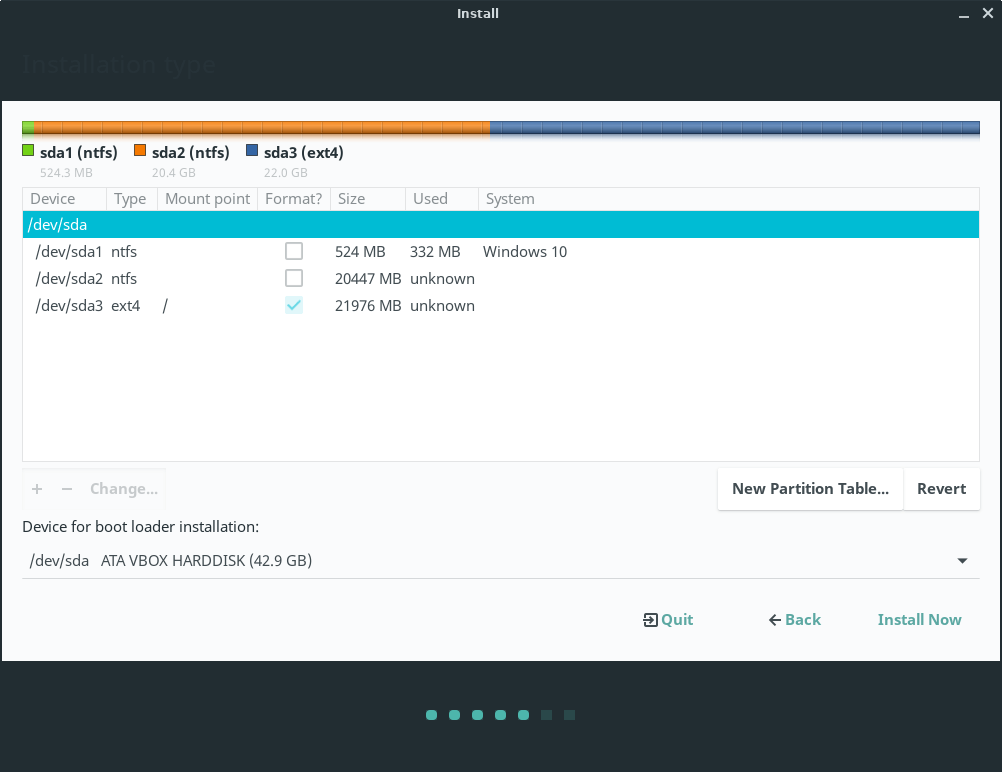 Install
Installation type
sda1 (ntfs) sda2 (ntfs) sda3 (ext4)
524.3 MB 20.4 GB 22.0 GB
Device Type Mount point Format? Size Used System
/dev/sda
/dev/sda1 ntfs 524 MB 332 MB Windows 10
/dev/sda2 ntfs 20447 MB unknown
/dev/sda3 ext4 / 21976 MB unknown
+ − Change... New Partition Table... Revert
Device for boot loader installation:
/dev/sda ATA VBOX HARDDISK (42.9 GB)
Quit Back Install Now